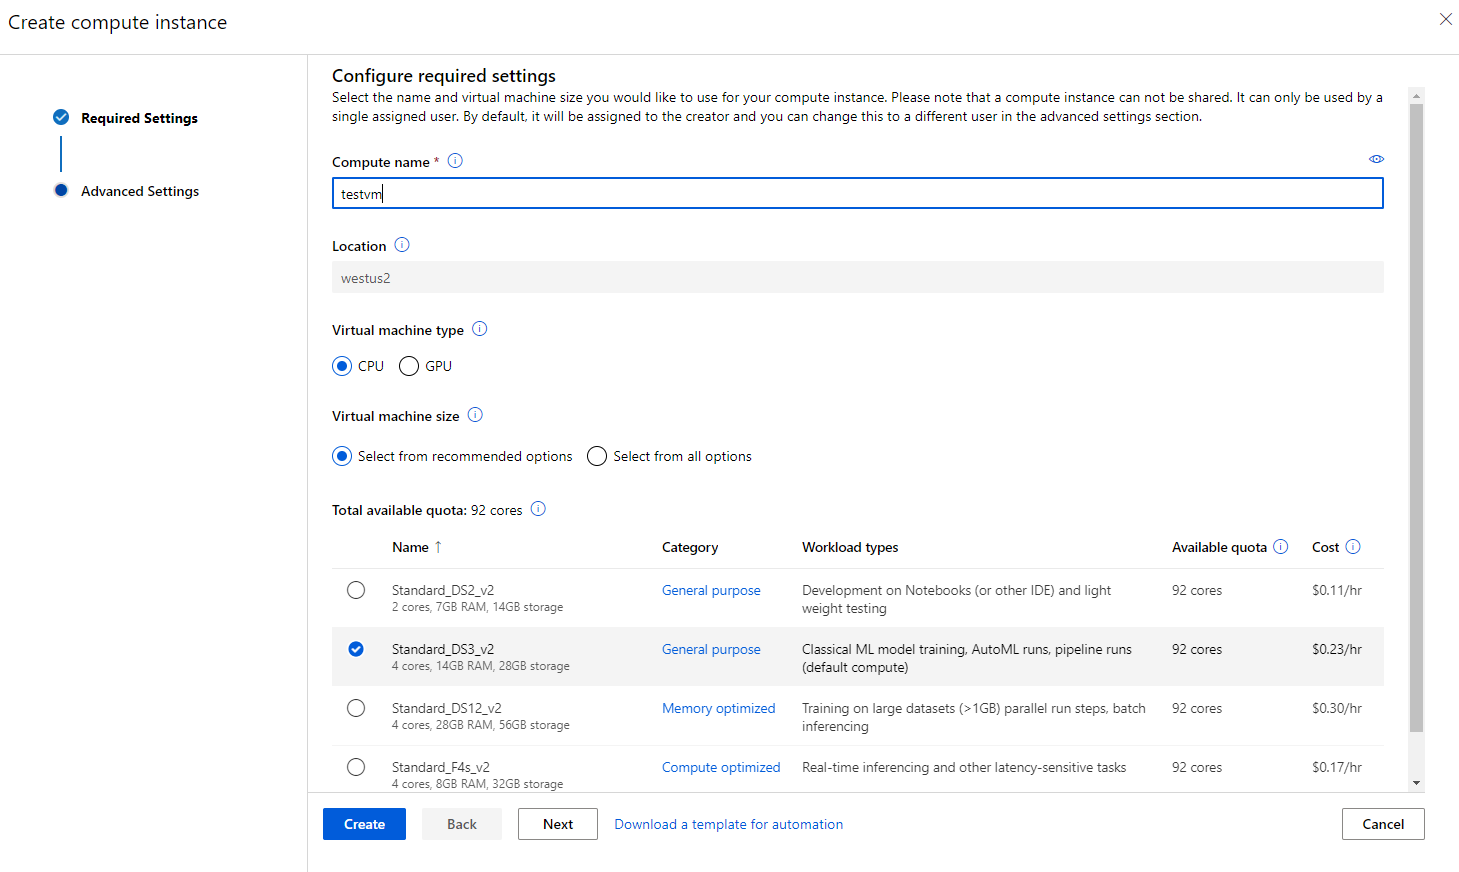 Create compute instance
Required Settings
Advanced Settings
Configure required settings
Select the name and virtual machine size you would like to use for your compute instance. Please note that a compute instance can not be shared. It can only be used by a
single assigned user. By default, it will be assigned to the creator and you can change this to a different user in the advanced settings section.
Compute name *
testvm
Location
westus2
Virtual machine type
CPU GPU
Virtual machine size
Select from recommended options Select from all options
Total available quota: 92 cores
Name ↑ Category Workload types Available quota Cost
Standard_DS2_v2 General purpose Development on Notebooks (or other IDE) and light 92 cores $0.11/hr
2 cores, 7GB RAM, 14GB storage weight testing
Standard_DS3_v2 General purpose Classical ML model training, AutoML runs, pipeline runs 92 cores $0.23/hr
4 cores, 14GB RAM, 28GB storage (default compute)
Standard_DS12_v2 Memory optimized Training on large datasets (>1GB) parallel run steps, batch 92 cores $0.30/hr
4 cores, 28GB RAM, 56GB storage inferencing
Standard_F4s_v2 Compute optimized Real-time inferencing and other latency-sensitive tasks 92 cores $0.17/hr
4 cores, 8GB RAM, 32GB storage
Create Back Next Download a template for automation Cancel